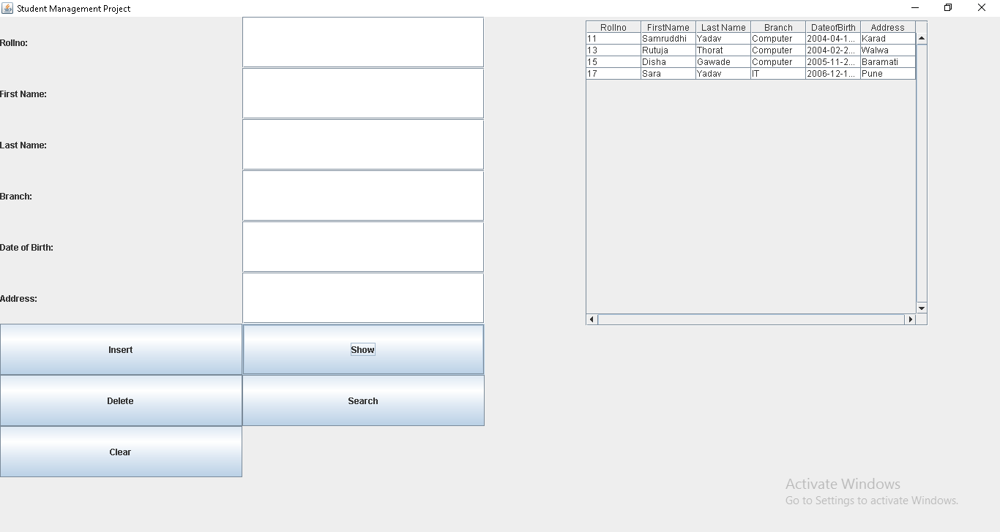 Student Management Project
Rollno:
First Name:
Last Name:
Branch:
Date of Birth:
Address:
Insert Show
Delete Search
Clear
Rollno FirstName Last Name Branch DateofBirth Address
11 Samruddhi Yadav Computer 2004-04-1... Karad
13 Rutuja Thorat Computer 2004-02-2... Walwa
15 Disha Gawade Computer 2005-11-2... Baramati
17 Sara Yadav IT 2006-12-1... Pune
Activate Windows
Go to Settings to activate Windows.